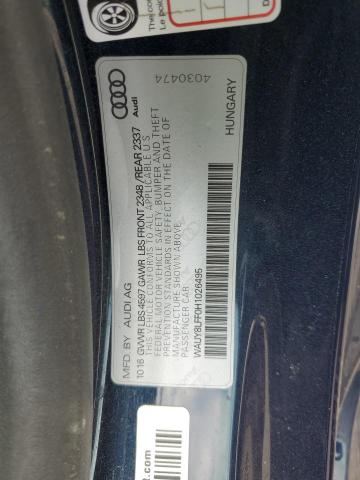 MFD. BY AUDI AG
10 16 GVWR LBS 4597 GAWR LBS FRONT 2348 /REAR 2337
THIS VEHICLE CONFORMS TO ALL APPLICABLE U S
FEDERAL MOTOR VEHICLE SAFETY, BUMPER AND THEFT
PREVENTION STANDARDS IN EFFECT ON THE DATE OF
MANUFACTURE SHOWN ABOVE.
PASSENGER CAR
WAUY8LFF0H1026495
HUNGARY
Audi
4030474
Le